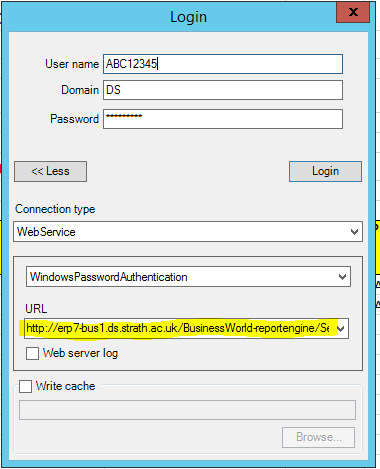 Login
x
User name ABC12345
Domain DS
Password *********
<< Less Login
Connection type
WebService
WindowsPasswordAuthentication
URL
http://erp7-bus1.ds.strath.ac.uk/BusinessWorld-reportengine/Se
Web server log
Write cache
Browse...